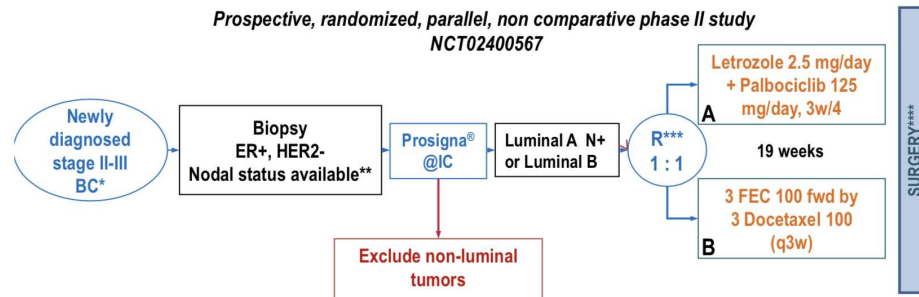 Prospective, randomized, parallel, non comparative phase II study
NCT02400567
Newly
diagnosed
stage II-III
BC*
Biopsy
ER+, HER2-
Nodal status available**
Prosigna®
@IC
Exclude non-luminal
tumors
Luminal A N+
or Luminal B
R***
1 : 1
Letrozole 2.5 mg/day
+ Palbociclib 125
mg/day, 3w/4
A
19 weeks
3 FEC 100 fwd by
3 Docetaxel 100
(q3w)
B
SURGERY****